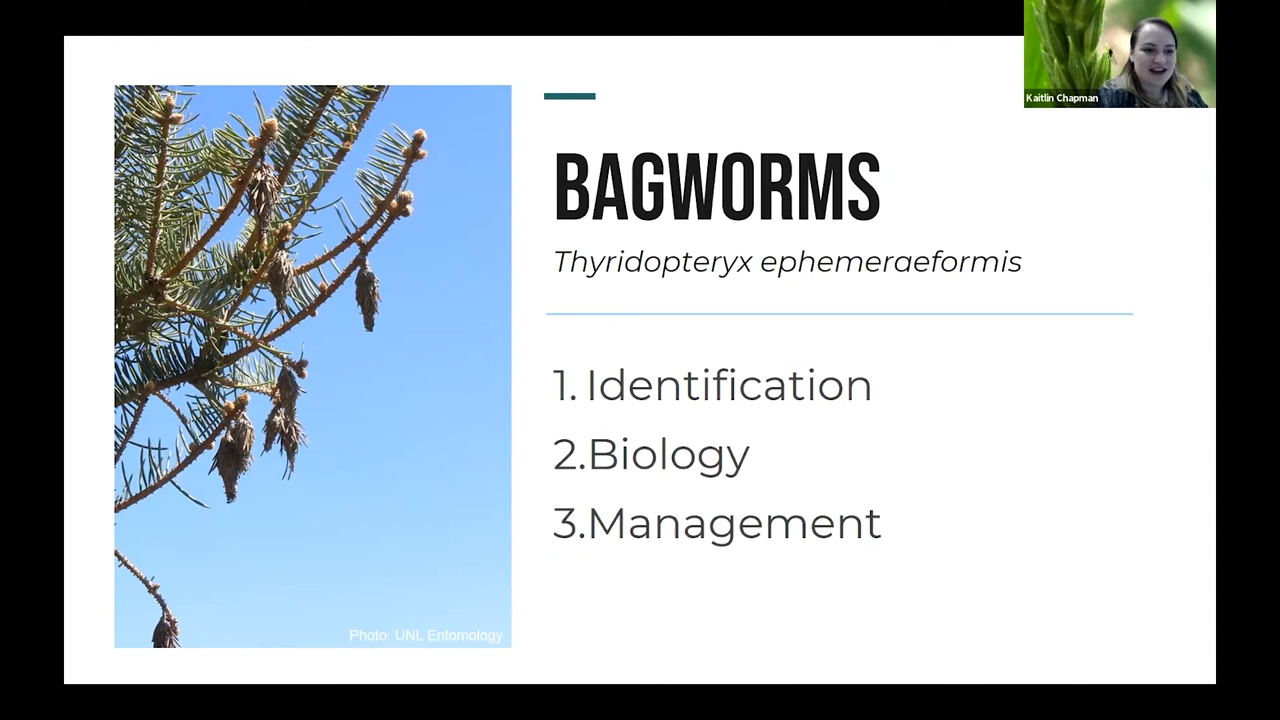 Kaitlin Chapman
BAGWORMS
Thyridopteryx ephemeraeformis
1. Identification
2.Biology
3.Management
Photo: UNL Entomology